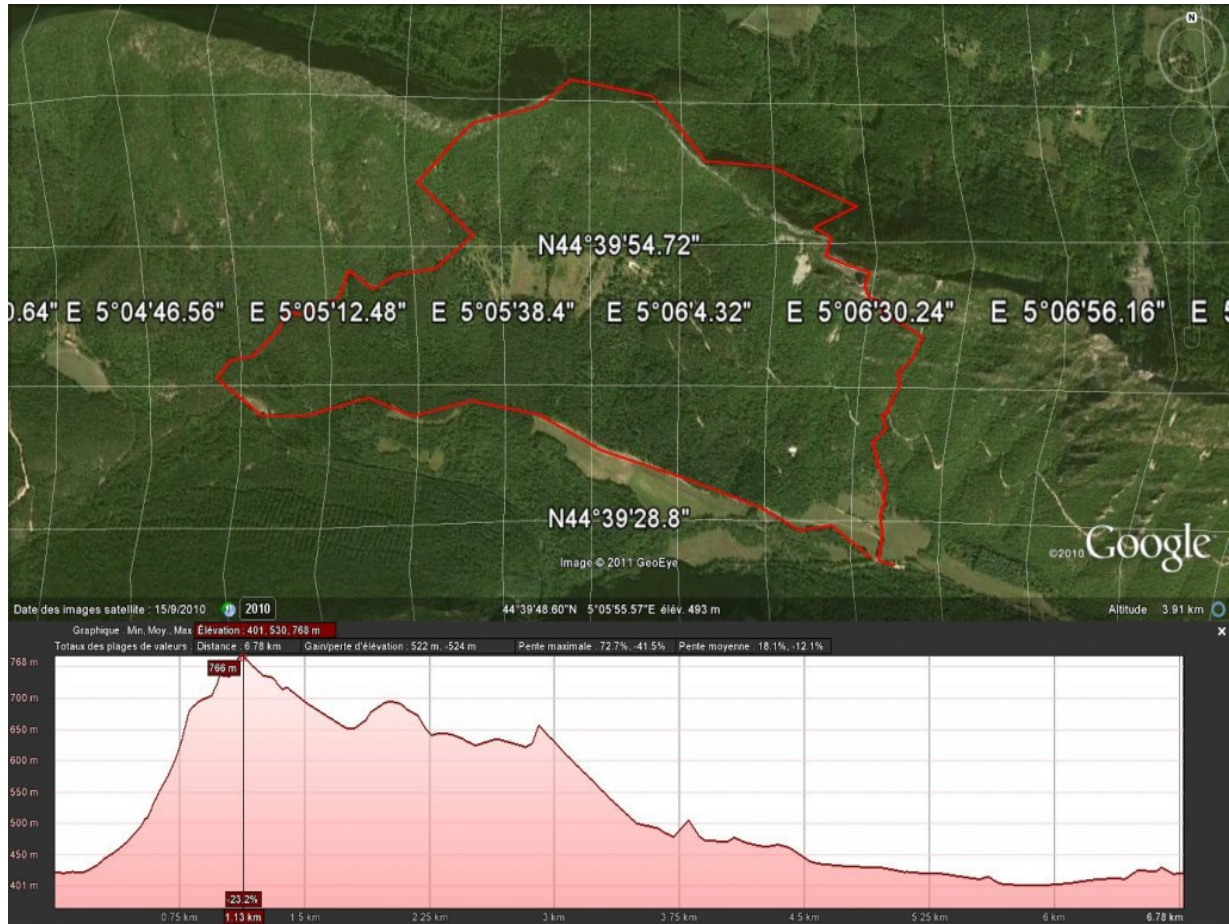 N
N44°39'54.72"
0.64" E 5°04'46.56" E 5°05'12.48" E 5°05'38.4" E 5°06'4.32" E 5°06'30.24" E 5°06'56.16" E
N44°39'28.8"
Image © 2011 GeoEye
©2010 Google
Date des images satellite : 15/9/2010 2010 44°39'48.60"N 5°05'55.57"E élév. 493 m Altitude 3.91 km
Graphique : Min, Moy., Max Élévation : 401, 530, 768 m
Totaux des plages de valeurs : Distance : 6.78 km Gain/perte d'élévation : 522 m, -524 m Pente maximale : 72.7%, -41.5% Pente moyenne : 18.1%, -12.1%
768 m
766 m
700 m
650 m
600 m
550 m
500 m
450 m
401 m
-23.2%
0.75 km 1.13 km 1.5 km 2.25 km 3 km 3.75 km 4.5 km 5.25 km 6 km 6.78 km